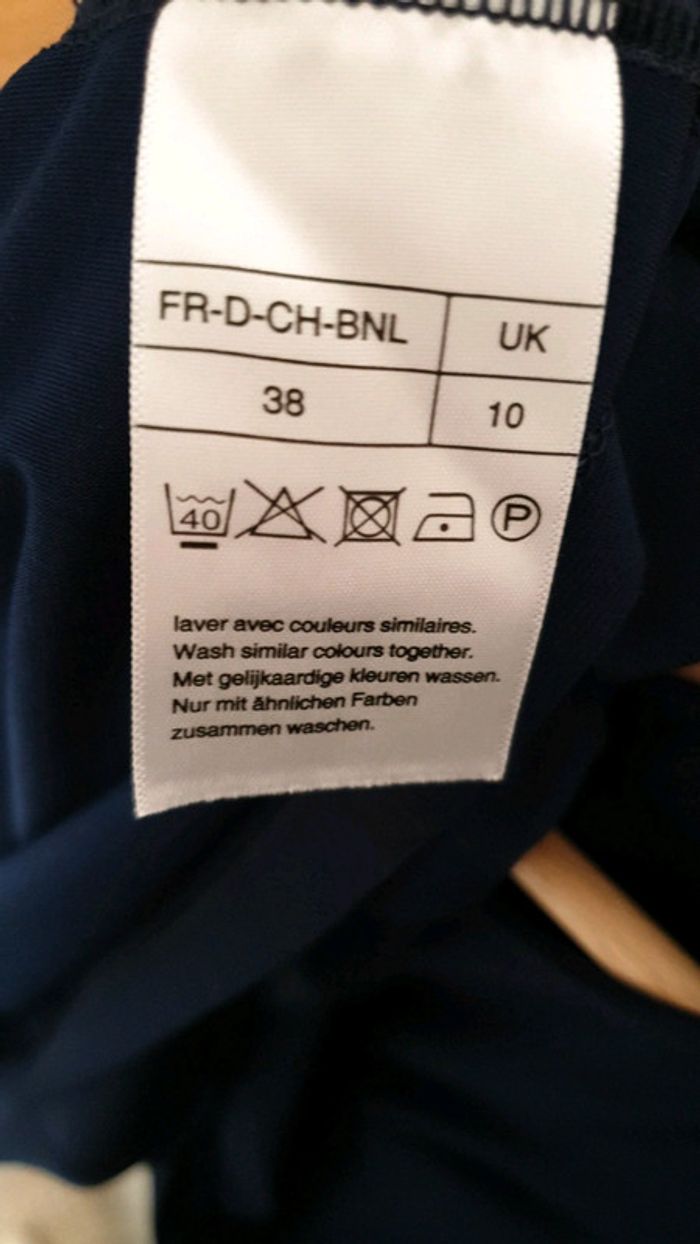 FR-D-CH-BNL UK
38 10
40 P
laver avec couleurs similaires.
Wash similar colours together.
Met gelijkaardige kleuren wassen.
Nur mit ähnlichen Farben
zusammen waschen.